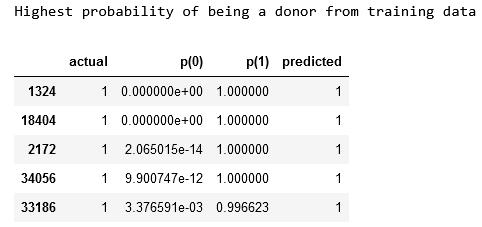 Highest probability of being a donor from training data
actual p(0) p(1) predicted
1324 1 0.000000e+00 1.000000 1
18404 1 0.000000e+00 1.000000 1
2172 1 2.065015e-14 1.000000 1
34056 1 9.900747e-12 1.000000 1
33186 1 3.376591e-03 0.996623 1